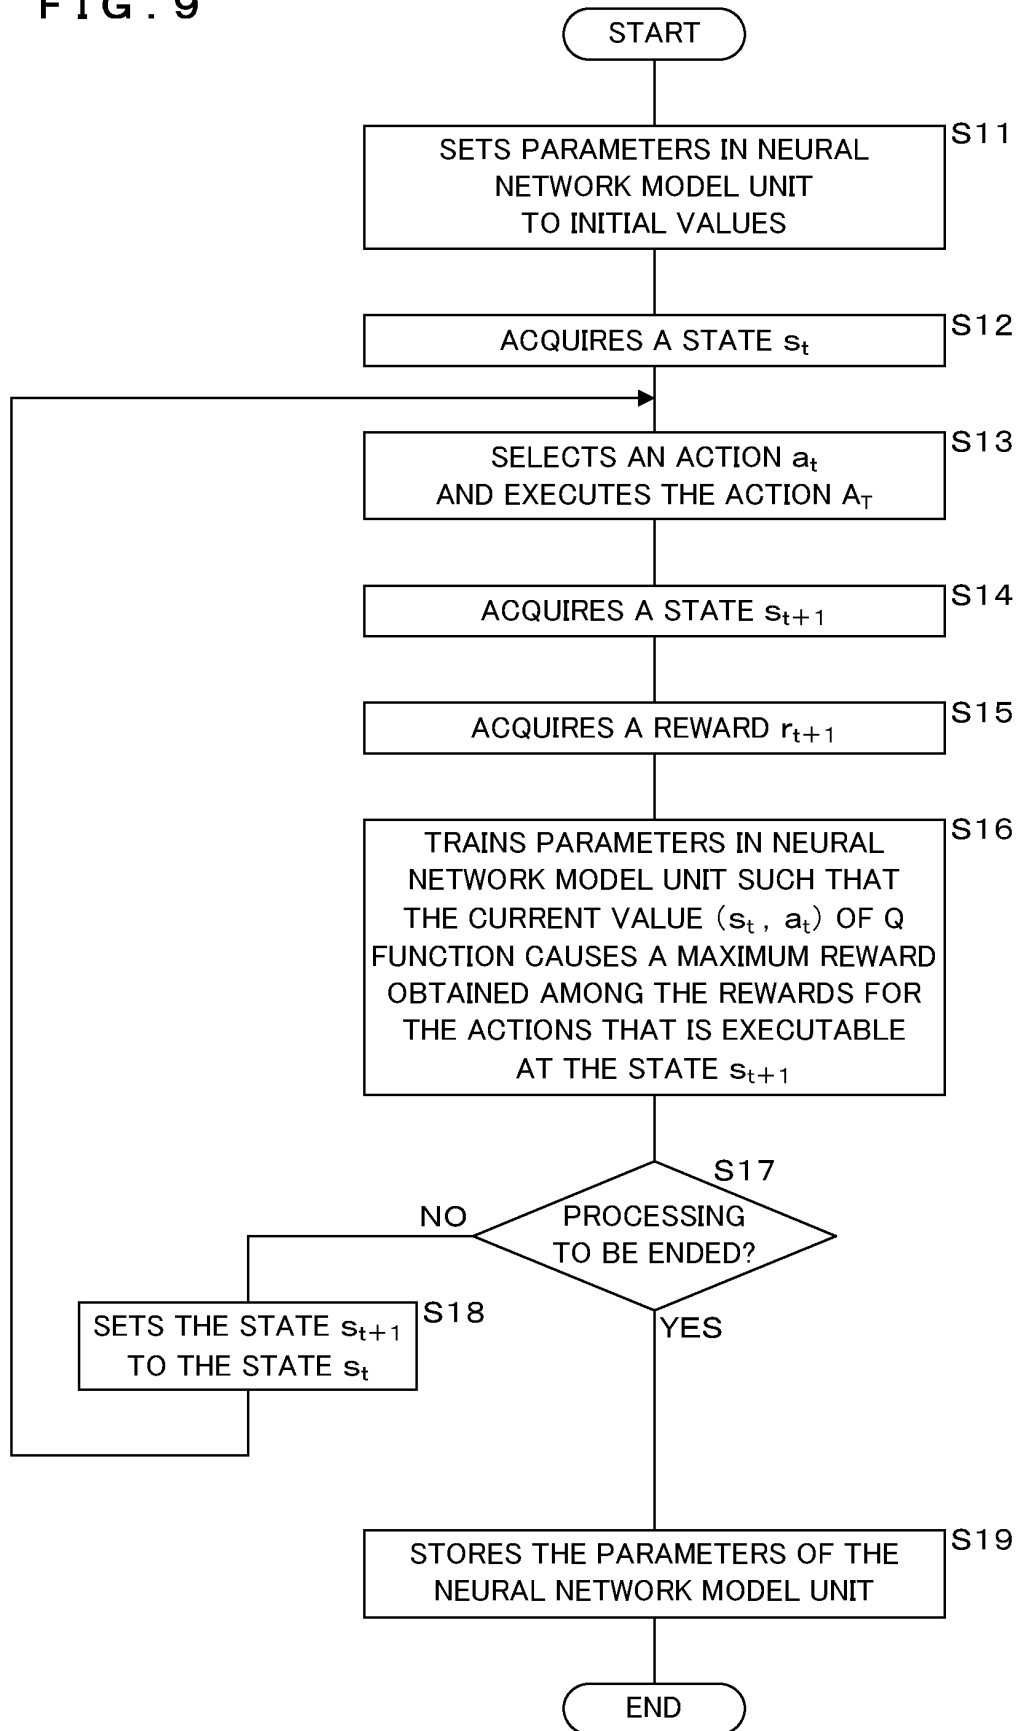 FIG. 9
START
S11
SETS PARAMETERS IN NEURAL
NETWORK MODEL UNIT
TO INITIAL VALUES
S12
ACQUIRES A STATE sₜ
S13
SELECTS AN ACTION aₜ
AND EXECUTES THE ACTION A_T
S14
ACQUIRES A STATE sₜ₊₁
S15
ACQUIRES A REWARD rₜ₊₁
S16
TRAINS PARAMETERS IN NEURAL
NETWORK MODEL UNIT SUCH THAT
THE CURRENT VALUE (sₜ, aₜ) OF Q
FUNCTION CAUSES A MAXIMUM REWARD
OBTAINED AMONG THE REWARDS FOR
THE ACTIONS THAT IS EXECUTABLE
AT THE STATE sₜ₊₁
S17
PROCESSING
TO BE ENDED?
NO
YES
S18
SETS THE STATE sₜ₊₁
TO THE STATE sₜ
S19
STORES THE PARAMETERS OF THE
NEURAL NETWORK MODEL UNIT
END